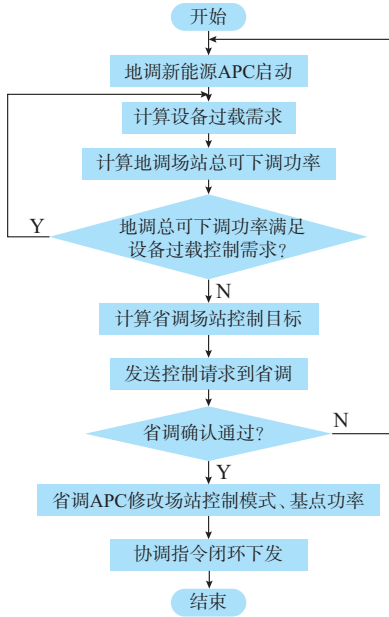 开始
地调新能源APC启动
计算设备过载需求
计算地调场站总可下调功率
地调总可下调功率满足
设备过载控制需求?
Y
N
计算省调场站控制目标
发送控制请求到省调
省调确认通过?
N
Y
省调APC修改场站控制模式、基点功率
协调指令闭环下发
结束